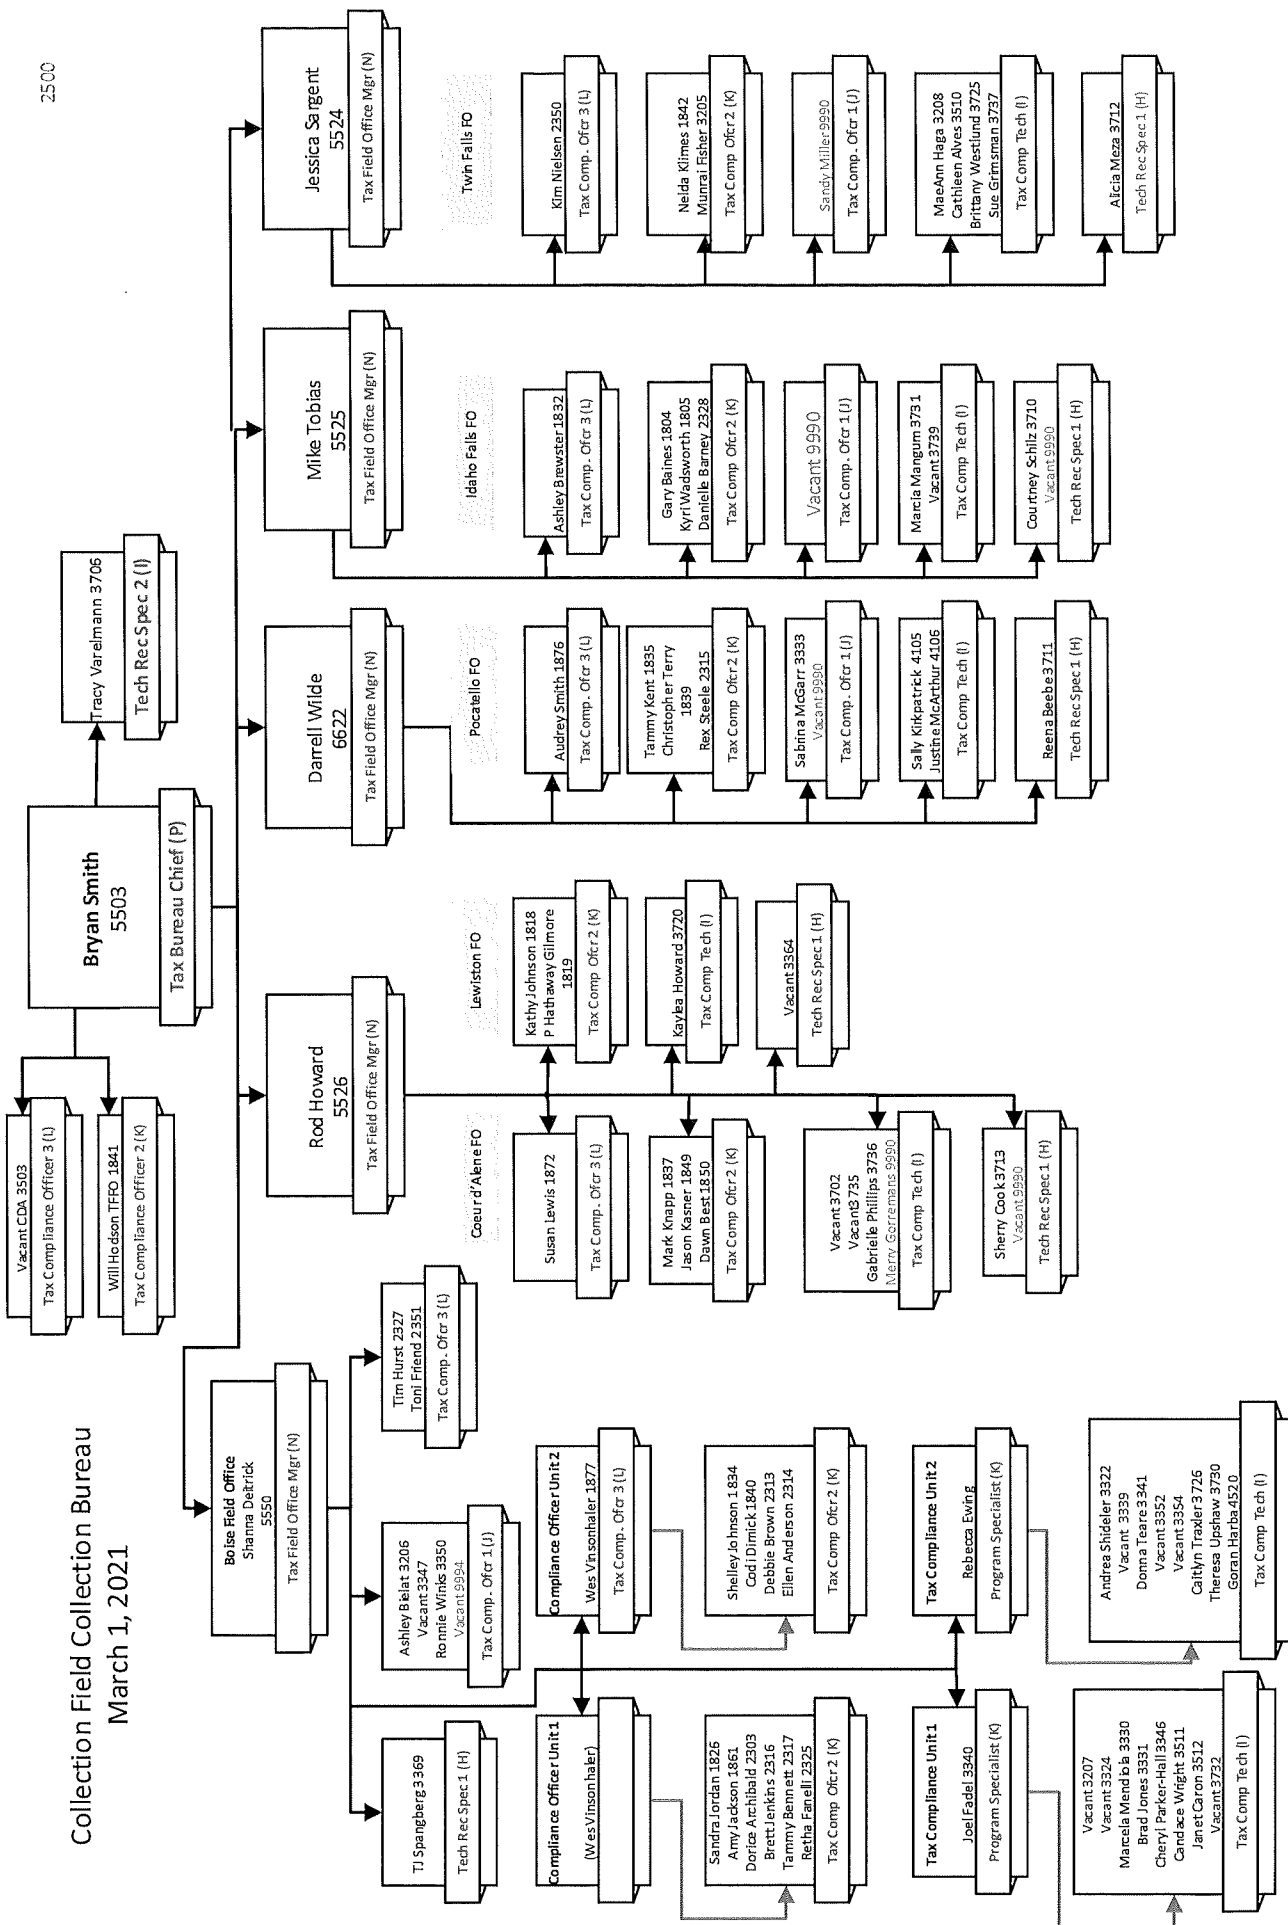 2500
Collection Field Collection Bureau
March 1, 2021
Vacant CDA 3503
Tax Compliance Officer 3 (L)
Will Hodson TFFO 1841
Tax Compliance Officer 2 (K)
Bryan Smith
5503
Tax Bureau Chief (P)
Tracy Varelmann 3706
Tech Rec Spec 2 (I)
Boise Field Office
Shanna Deitrick
5550
Tax Field Office Mgr (N)
TJ Spangberg 3369
Tech Rec Spec 1 (H)
Ashley Bielat 3206
Vacant 3347
Ronnie Winks 3350
Vacant 9994
Tax Comp. Ofcr 1 (J)
Tim Hurst 2327
Toni Friend 2351
Tax Comp. Ofcr 3 (L)
Compliance Officer Unit 1
(Wes Vinsonhaler)
Compliance Officer Unit 2
Wes Vinsonhaler 1877
Tax Comp. Ofcr 3 (L)
Sandra Jordan 1826
Amy Jackson 1861
Dorice Archibald 2303
Brett Jenkins 2316
Tammy Bennett 2317
Retha Fanelli 2325
Tax Comp Ofcr 2 (K)
Shelley Johnson 1834
Codi Dimick 1840
Debbie Brown 2313
Ellen Anderson 2314
Tax Comp Ofcr 2 (K)
Tax Compliance Unit 1
Joel Fadel 3340
Program Specialist (K)
Tax Compliance Unit 2
Rebecca Ewing
Program Specialist (K)
Vacant 3207
Vacant 3324
Marcela Mendiola 3330
Brad Jones 3331
Cheryl Parker-Hall 3346
Candace Wright 3511
Janet Caron 3512
Vacant 3732
Tax Comp Tech (I)
Andrea Shideler 3322
Vacant 3339
Donna Teare 3341
Vacant 3352
Vacant 3354
Caitlyn Traxler 3726
Theresa Upshaw 3730
Goran Harba 4520
Tax Comp Tech (I)
Rod Howard
5526
Tax Field Office Mgr (N)
Coeur d'Alene FO
Susan Lewis 1872
Tax Comp. Ofcr 3 (L)
Mark Knapp 1837
Jason Kasner 1849
Dawn Best 1850
Tax Comp Ofcr 2 (K)
Vacant 3702
Vacant 3735
Gabrielle Phillips 3736
Merry Gerremans 9990
Tax Comp Tech (I)
Sherry Cook 3713
Vacant 9990
Tech Rec Spec 1 (H)
Lewiston FO
Kathy Johnson 1818
P Hathaway Gilmore
1819
Tax Comp Ofcr 2 (K)
Kaylea Howard 3720
Tax Comp Tech (I)
Vacant 3364
Tech Rec Spec 1 (H)
Darrell Wilde
6622
Tax Field Office Mgr (N)
Pocatello FO
Audrey Smith 1876
Tax Comp. Ofcr 3 (L)
Tammy Kent 1835
Christopher Terry
1839
Rex Steele 2315
Tax Comp Ofcr 2 (K)
Sabrina McGarr 3333
Vacant 9990
Tax Comp. Ofcr 1 (J)
Sally Kirkpatrick 4105
Justine McArthur 4106
Tax Comp Tech (I)
Reena Beebe 3711
Tech Rec Spec 1 (H)
Mike Tobias
5525
Tax Field Office Mgr (N)
Idaho Falls FO
Ashley Brewster 1832
Tax Comp. Ofcr 3 (L)
Gary Baines 1804
Kyri Wadsworth 1805
Danielle Barney 2328
Tax Comp Ofcr 2 (K)
Vacant 9990
Tax Comp. Ofcr 1 (J)
Marcia Mangum 3731
Vacant 3739
Tax Comp Tech (I)
Courtney Schilz 3710
Vacant 9990
Tech Rec Spec 1 (H)
Jessica Sargent
5524
Tax Field Office Mgr (N)
Twin Falls FO
Kim Nielsen 2350
Tax Comp. Ofcr 3 (L)
Nelda Klimes 1842
Munrai Fisher 3205
Tax Comp Ofcr 2 (K)
Sandy Miller 9990
Tax Comp. Ofcr 1 (J)
MaeAnn Haga 3208
Cathleen Alves 3510
Brittany Westlund 3725
Sue Grimsman 3737
Tax Comp Tech (I)
Alicia Meza 3712
Tech Rec Spec 1 (H)